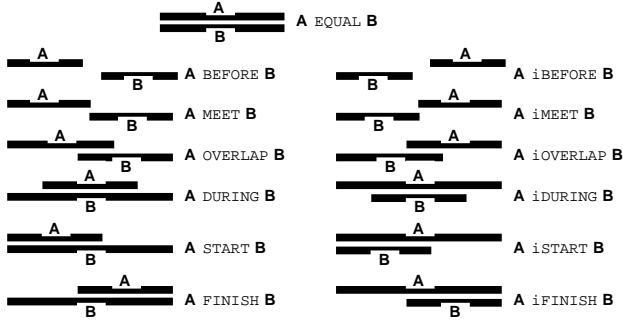 A
A EQUAL B
B
A
A BEFORE B
B
A
A iBEFORE B
B
A
A MEET B
B
A
A iMEET B
B
A
A OVERLAP B
B
A
A iOVERLAP B
B
A
A DURING B
B
A
A iDURING B
B
A
A START B
B
A
A iSTART B
B
A
A FINISH B
B
A
A iFINISH B
B